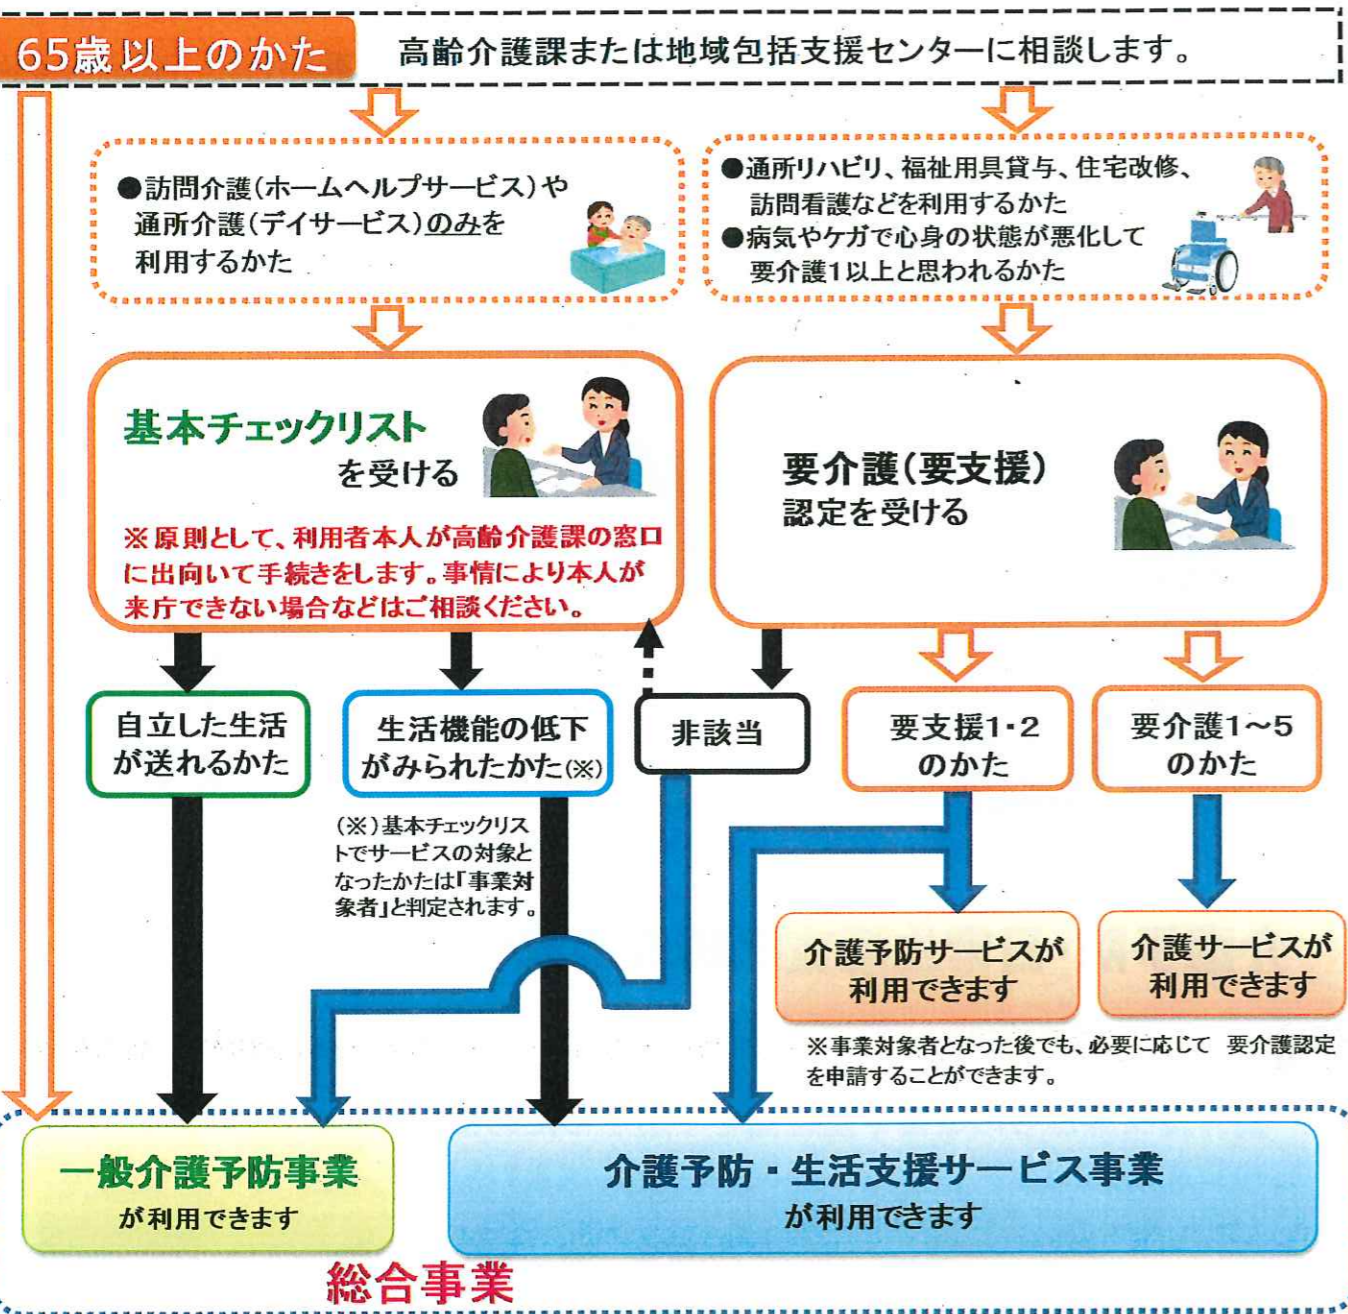 65歳以上のかた
高齢介護課または地域包括支援センターに相談します。
●訪問介護(ホームヘルプサービス)や
通所介護(デイサービス)のみを
利用するかた
●通所リハビリ、福祉用具貸与、住宅改修、
訪問看護などを利用するかた
●病気やケガで心身の状態が悪化して
要介護1以上と思われるかた
基本チェックリスト
を受ける
※原則として、利用者本人が高齢介護課の窓口
に出向いて手続きをします。事情により本人が
来庁できない場合などはご相談ください。
要介護(要支援)
認定を受ける
自立した生活
が送れるかた
生活機能の低下
がみられたかた(※)
非該当
要支援1・2
のかた
要介護1～5
のかた
(※)基本チェックリス
トでサービスの対象と
なったかたは「事業対
象者」と判定されます。
介護予防サービスが
利用できます
介護サービスが
利用できます
※事業対象者となった後でも、必要に応じて 要介護認定
を申請することができます。
一般介護予防事業
が利用できます
介護予防・生活支援サービス事業
が利用できます
総合事業